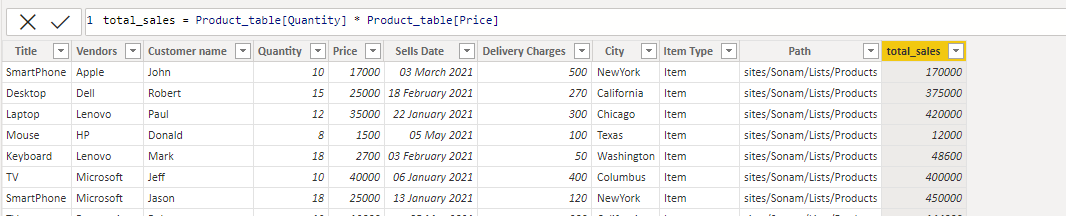 1 total_sales = Product_table[Quantity] * Product_table[Price]
Title Vendors Customer name Quantity Price Sells Date Delivery Charges City Item Type Path total_sales
SmartPhone Apple John 10 17000 03 March 2021 500 NewYork Item sites/Sonam/Lists/Products 170000
Desktop Dell Robert 15 25000 18 February 2021 270 California Item sites/Sonam/Lists/Products 375000
Laptop Lenovo Paul 12 35000 22 January 2021 300 Chicago Item sites/Sonam/Lists/Products 420000
Mouse HP Donald 8 1500 05 May 2021 100 Texas Item sites/Sonam/Lists/Products 12000
Keyboard Lenovo Mark 18 2700 03 February 2021 50 Washington Item sites/Sonam/Lists/Products 48600
TV Microsoft Jeff 10 40000 06 January 2021 400 Columbus Item sites/Sonam/Lists/Products 400000
SmartPhone Microsoft Jason 18 25000 13 January 2021 120 NewYork Item sites/Sonam/Lists/Products 450000